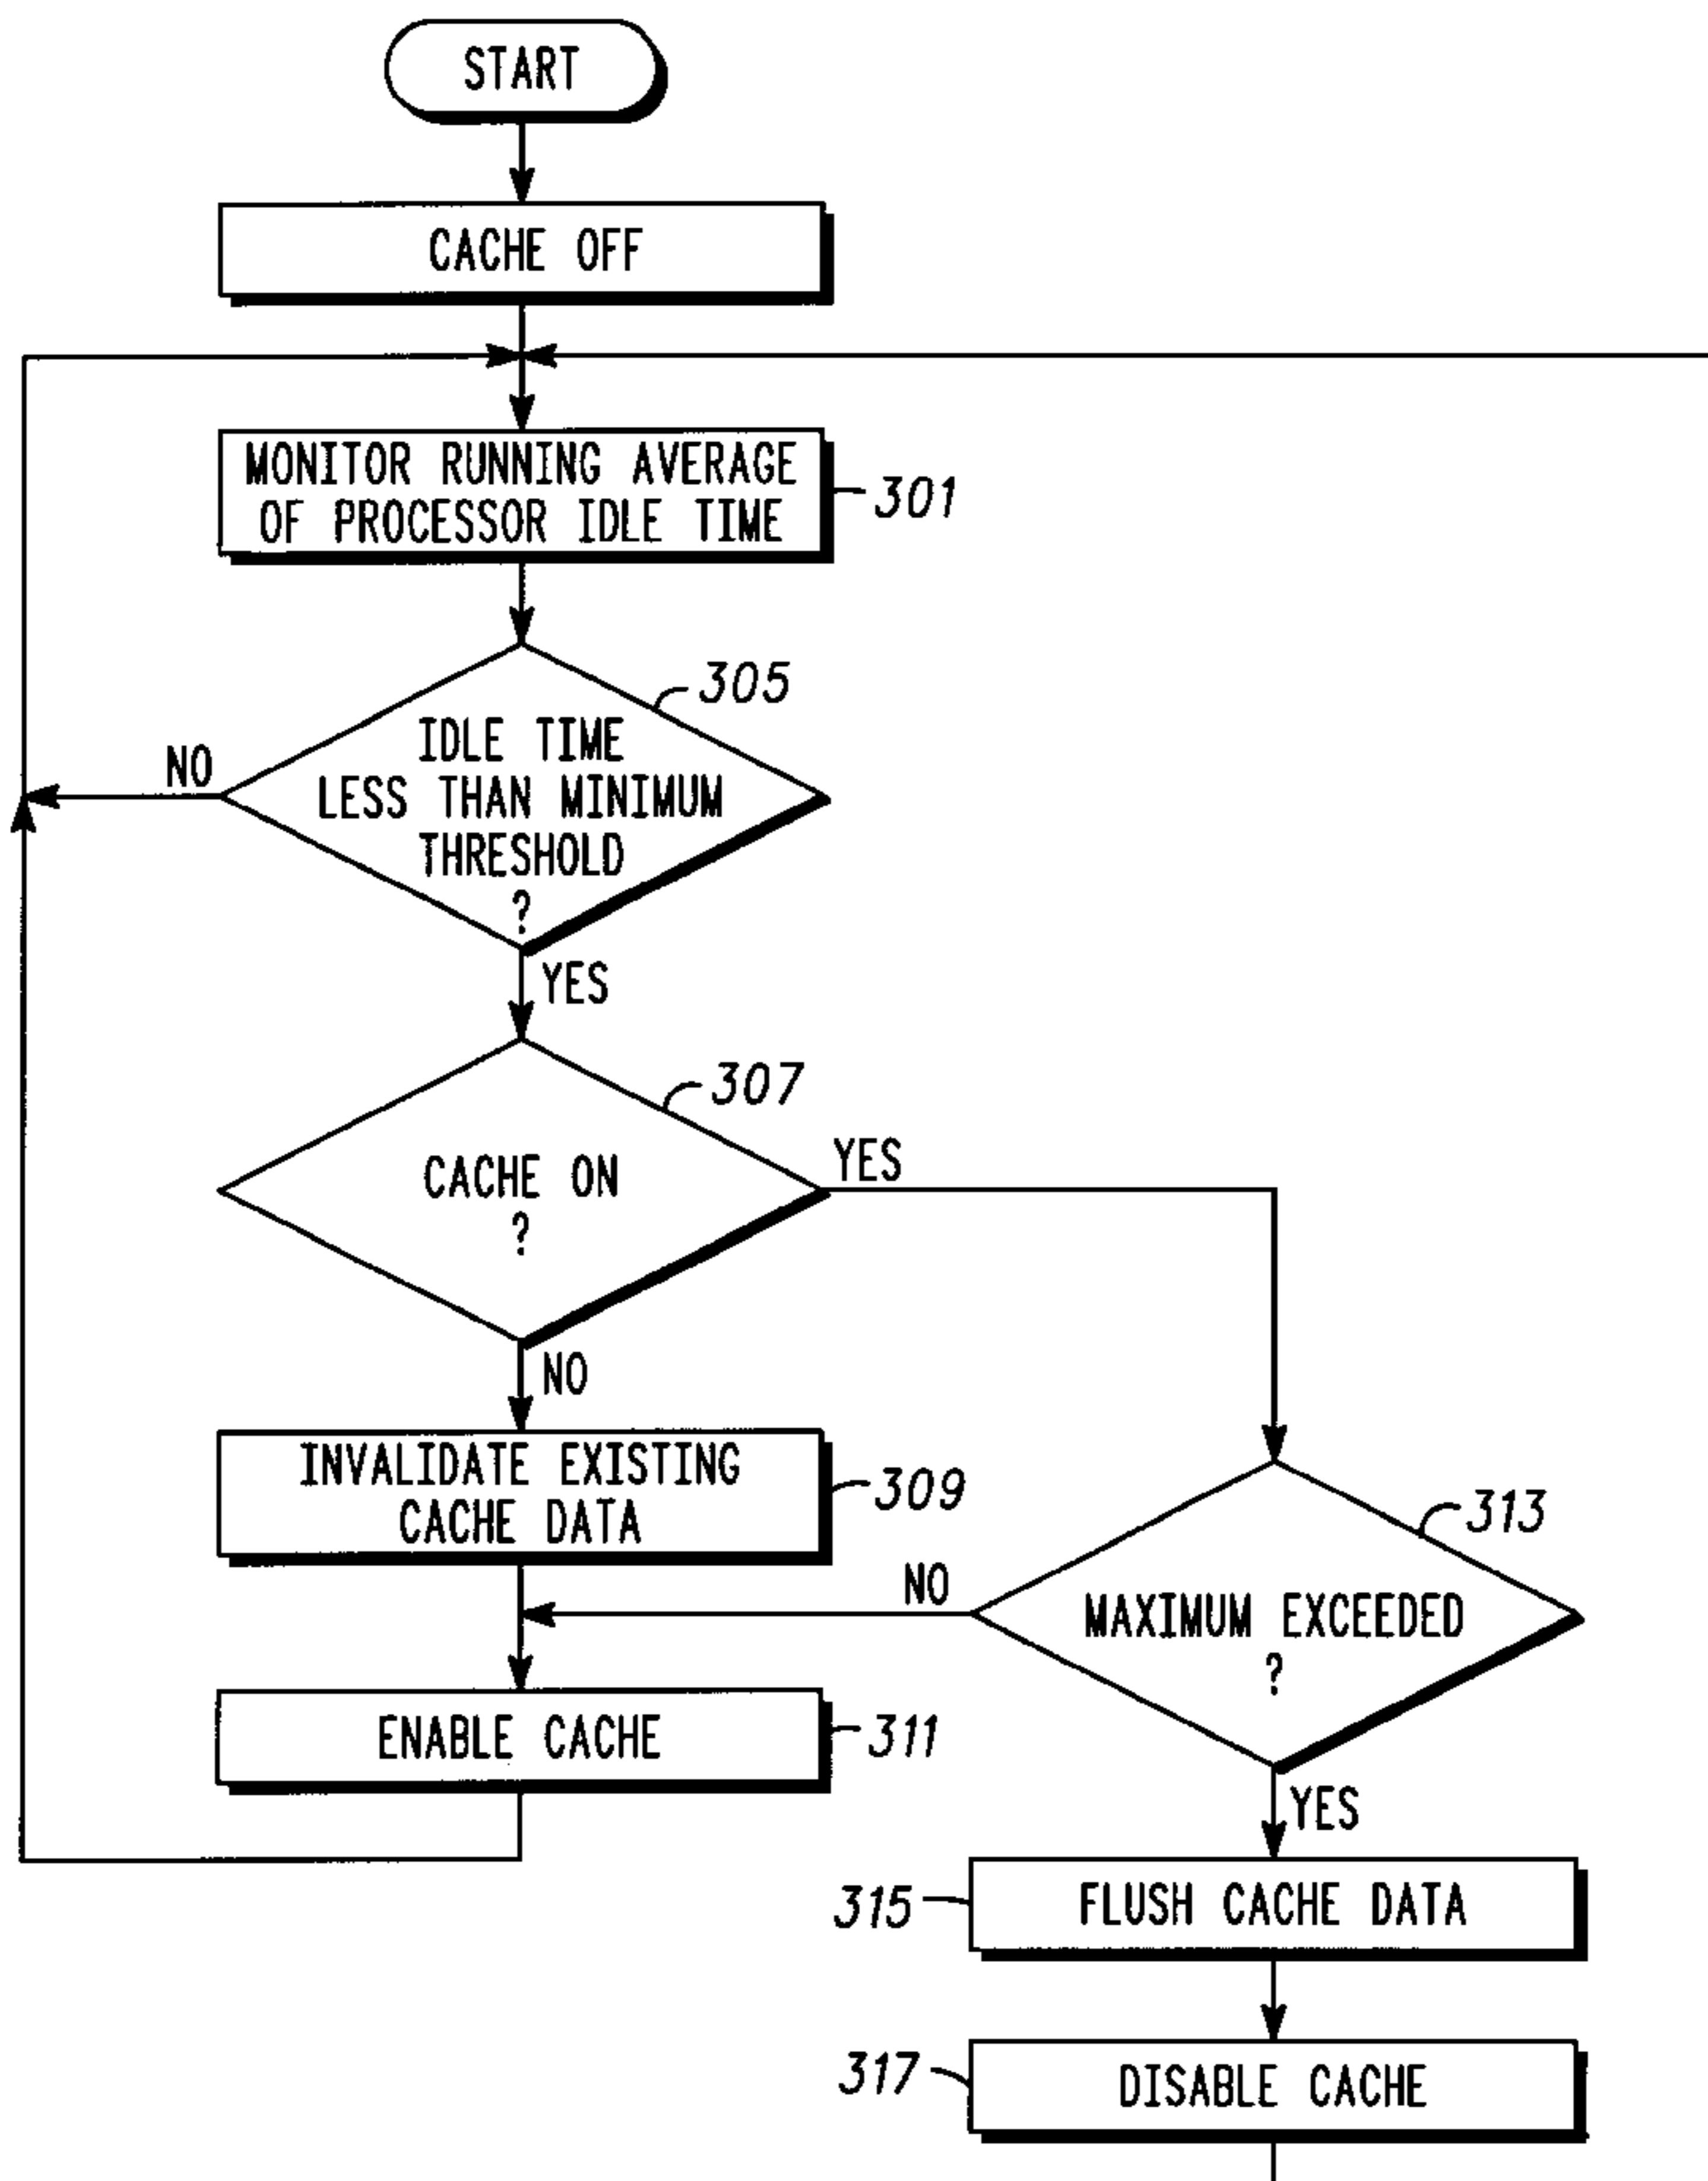 START
CACHE OFF
MONITOR RUNNING AVERAGE
OF PROCESSOR IDLE TIME
301
305
IDLE TIME
LESS THAN MINIMUM
THRESHOLD
?
NO
YES
307
CACHE ON
?
YES
NO
INVALIDATE EXISTING
CACHE DATA
309
313
MAXIMUM EXCEEDED
?
NO
ENABLE CACHE
311
YES
315
FLUSH CACHE DATA
317
DISABLE CACHE